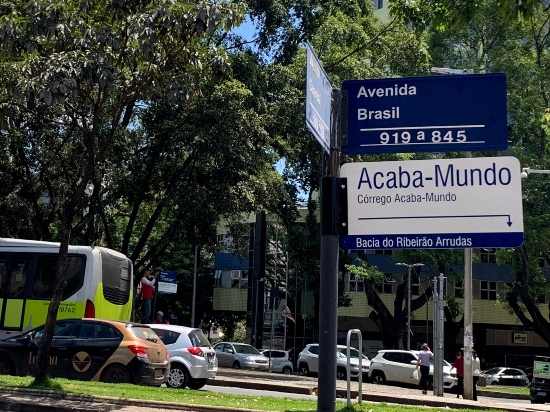 Avenida
Brasil
919 a 845
Acaba-Mundo
Córrego Acaba-Mundo
Bacia do Ribeirão Arrudas